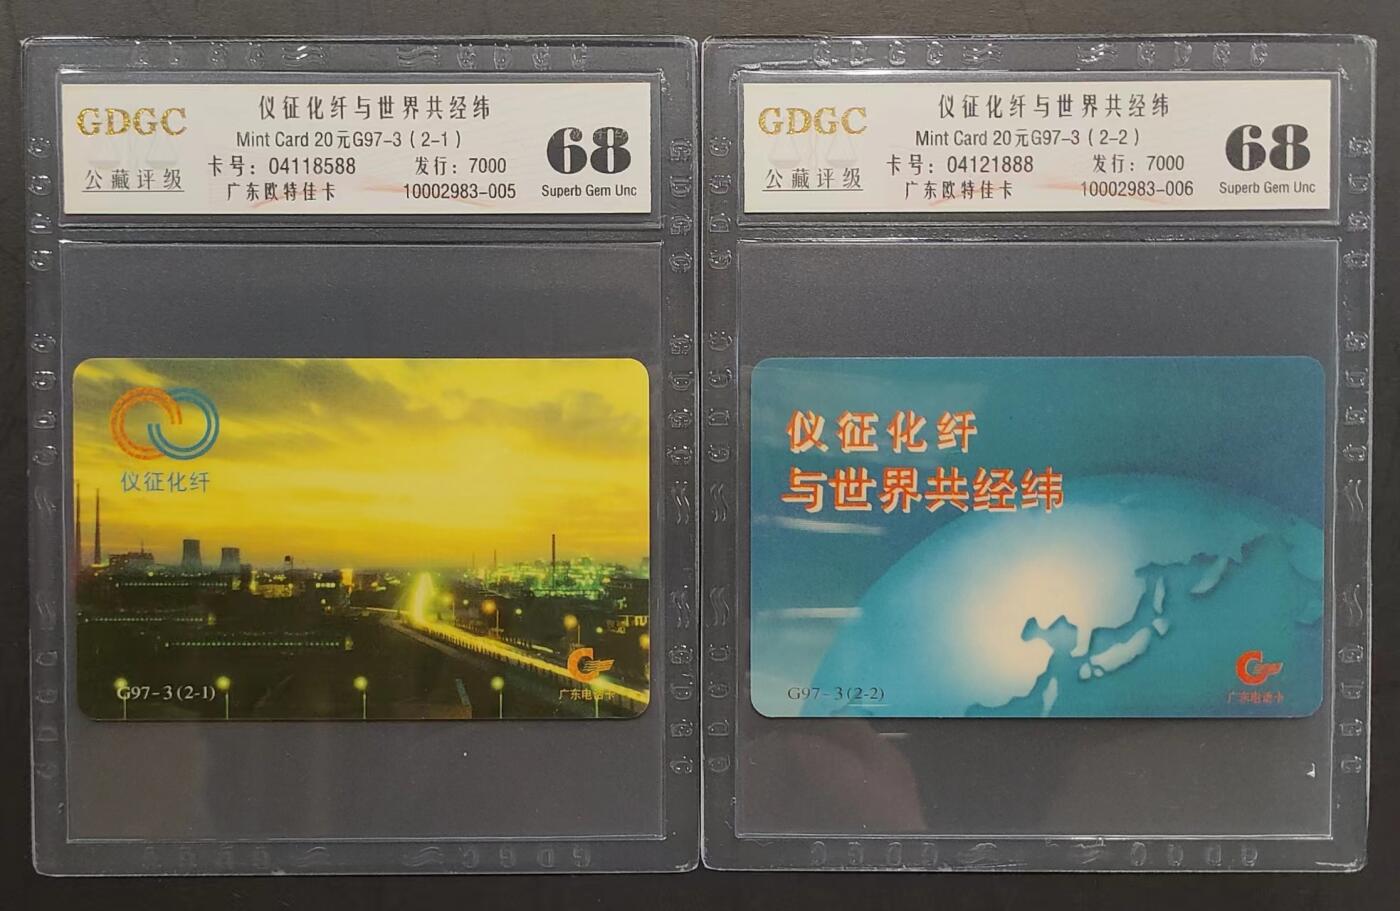 GDGC
公藏评级
仪征化纤与世界共经纬
Mint Card 20元G97-3 (2-1)
卡号: 04118588 发行: 7000
广东欧特佳卡 10002983-005
68
Superb Gem Unc
仪征化纤
G97-3(2-1)
广东电话卡
GDGC
公藏评级
仪征化纤与世界共经纬
Mint Card 20元G97-3 (2-2)
卡号: 04121888 发行: 7000
广东欧特佳卡 10002983-006
68
Superb Gem Unc
仪征化纤
与世界共经纬
G97-3(2-2)
广东电话卡